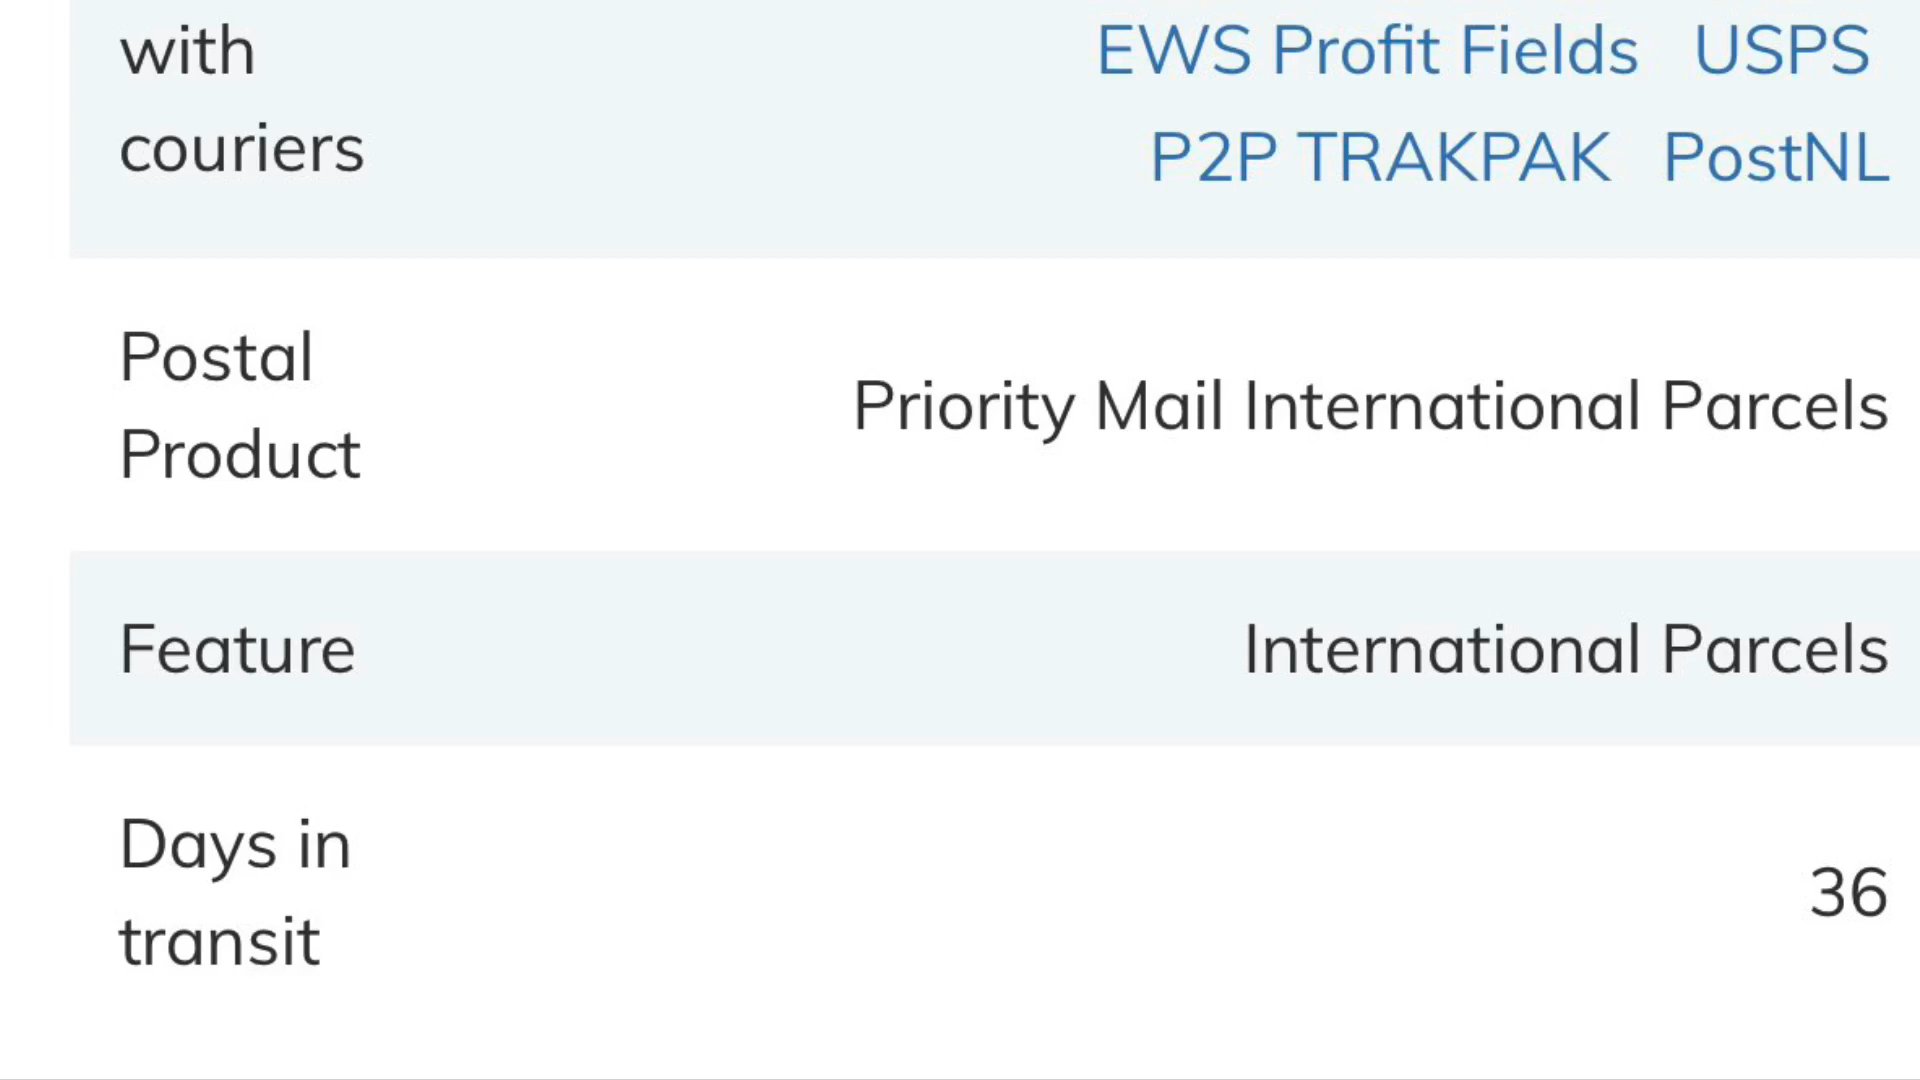 with EWS Profit Fields USPS
couriers P2P TRAKPAK PostNL
Postal
Product
Priority Mail International Parcels
Feature International Parcels
Days in
transit
36